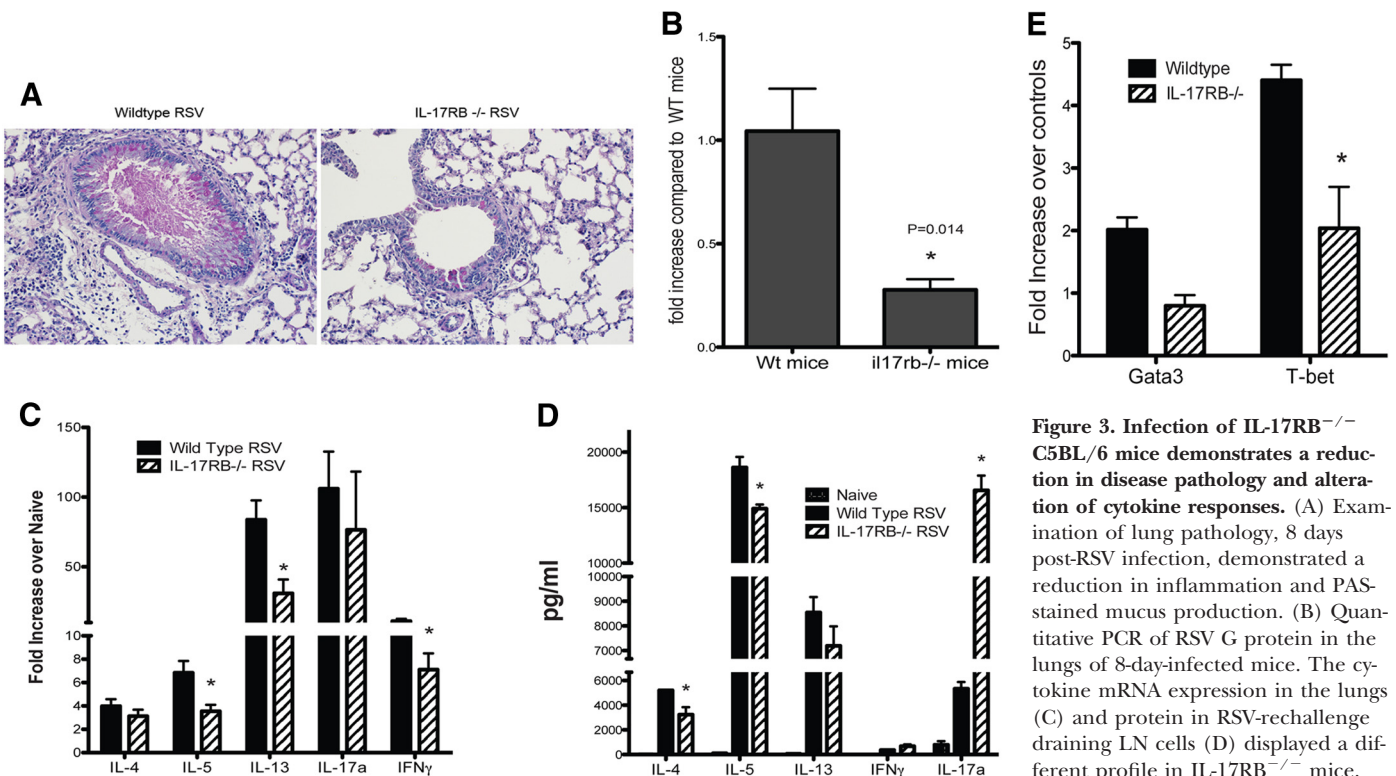 A
Wildtype RSV
IL-17RB -/- RSV
B
fold increase compared to WT mice
1.5
1.0
0.5
0.0
P=0.014
*
Wt mice
il17rb-/- mice
E
Fold Increase over controls
5
4
3
2
1
0
Wildtype
IL-17RB-/-
*
Gata3
T-bet
C
Fold Increase over Naive
150
100
50
10
8
6
4
2
0
Wild Type RSV
IL-17RB-/- RSV
*
*
*
IL-4
IL-5
IL-13
IL-17a
IFNγ
D
pg/ml
20000
15000
10000
10000
9000
8000
7000
6000
4000
2000
0
Naive
Wild Type RSV
IL-17RB-/- RSV
*
*
*
IL-4
IL-5
IL-13
IFNγ
IL-17a
Figure 3. Infection of IL-17RB−/−
C5BL/6 mice demonstrates a reduc-
tion in disease pathology and altera-
tion of cytokine responses. (A) Exam-
ination of lung pathology, 8 days
post-RSV infection, demonstrated a
reduction in inflammation and PAS-
stained mucus production. (B) Quan-
titative PCR of RSV G protein in the
lungs of 8-day-infected mice. The cy-
tokine mRNA expression in the lungs
(C) and protein in RSV-rechallenge
draining LN cells (D) displayed a dif-
ferent profile in IL-17RB−/− mice.